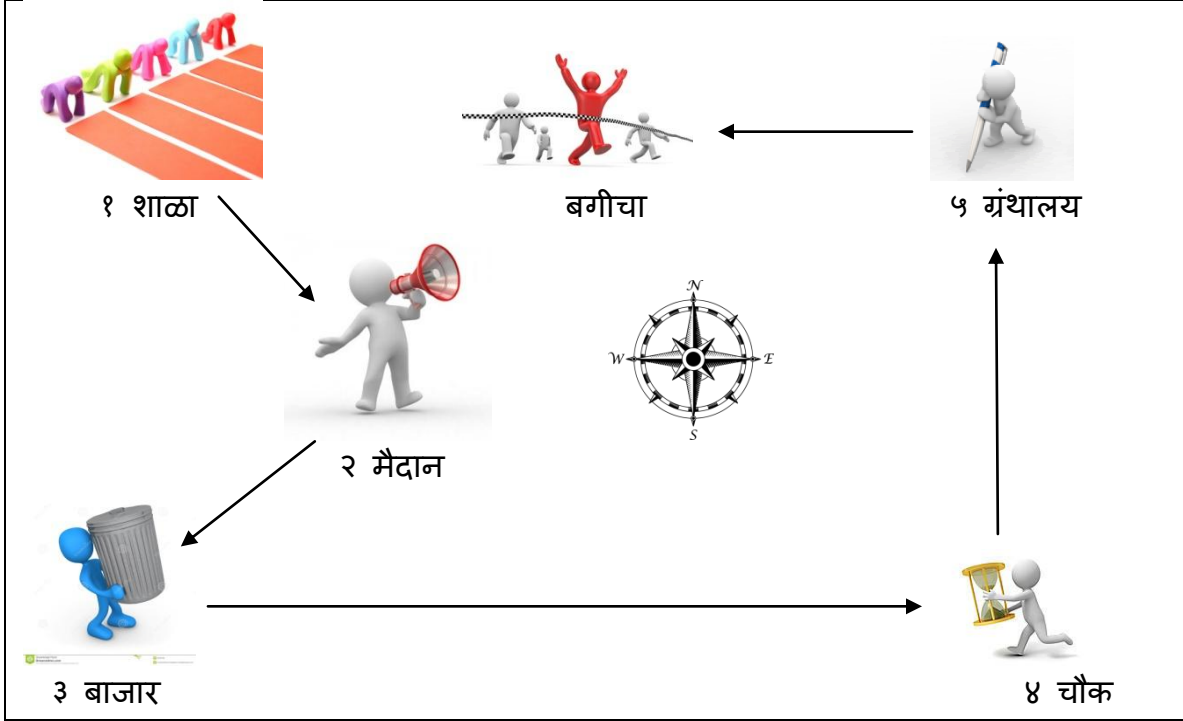 १ शाळा
बगीचा
५ ग्रंथालय
N
W
E
S
२ मैदान
३ बाजार
४ चौक